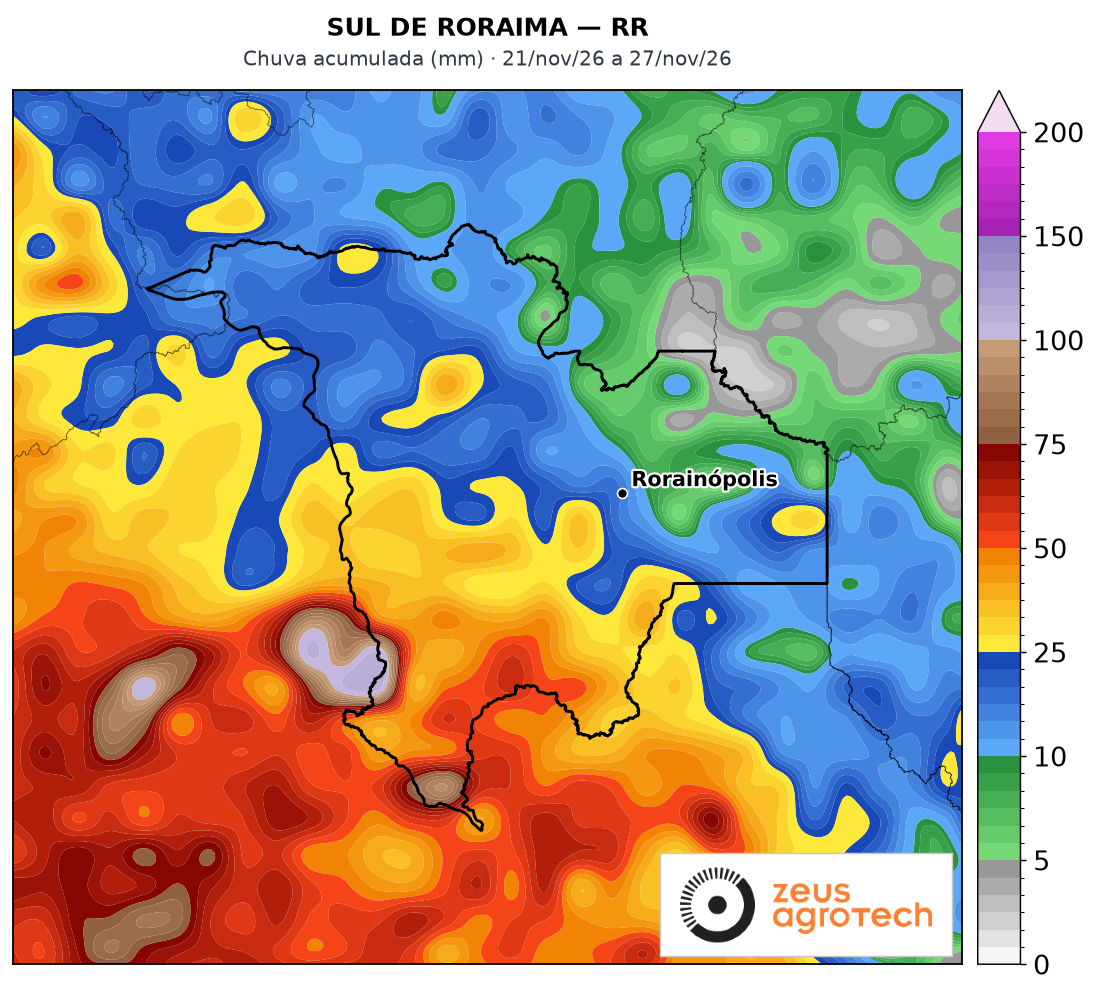 SUL DE RORAIMA — RR
Chuva acumulada (mm) · 21/nov/26 a 27/nov/26
200
150
100
75
50
25
10
5
0
Rorainópolis
zeus
agrotech